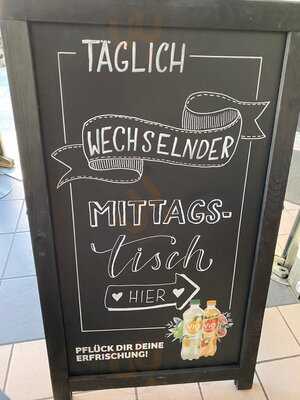 TÄGLICH
WECHSELNDER
MITTAGS-
tisch
HIER
PFLÜCK DIR DEINE
ERFRISCHUNG!